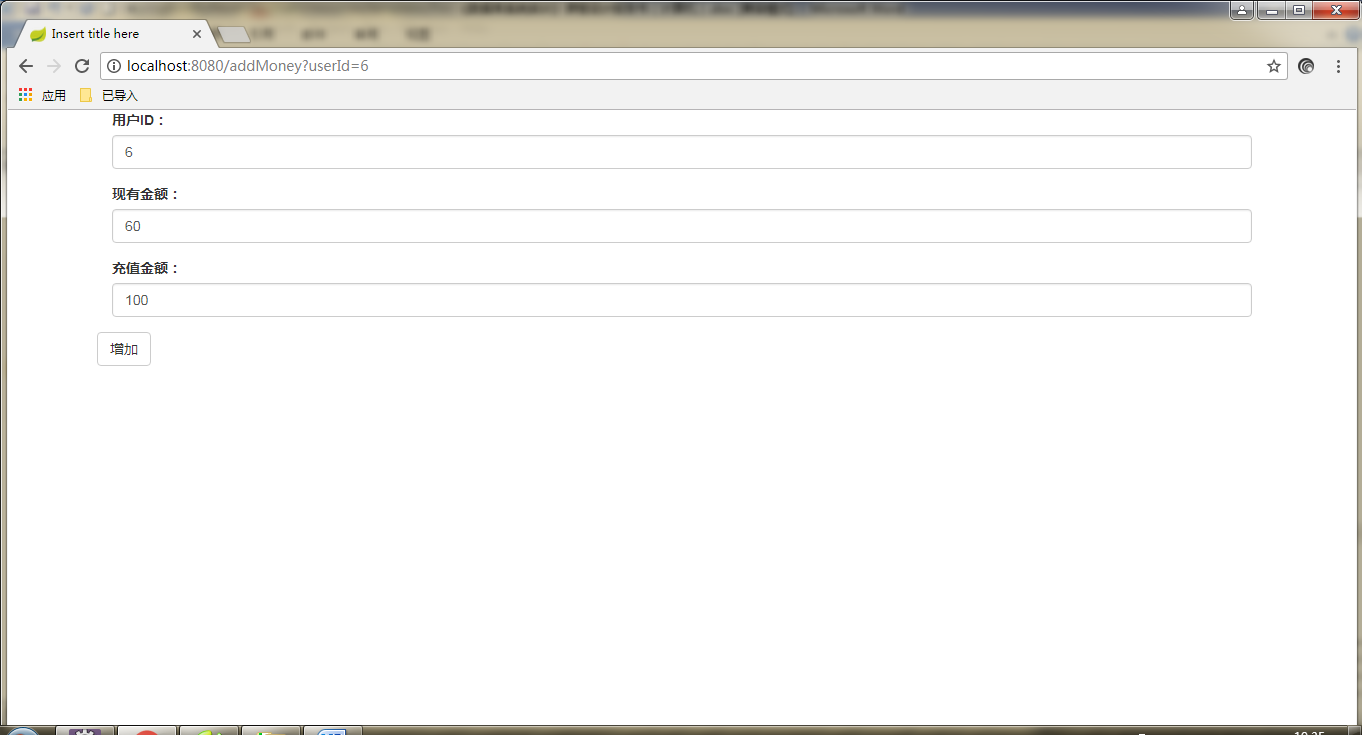 Insert title here
localhost:8080/addMoney?userId=6
应用 已导入
用户ID：
6
现有金额：
60
充值金额：
100
增加